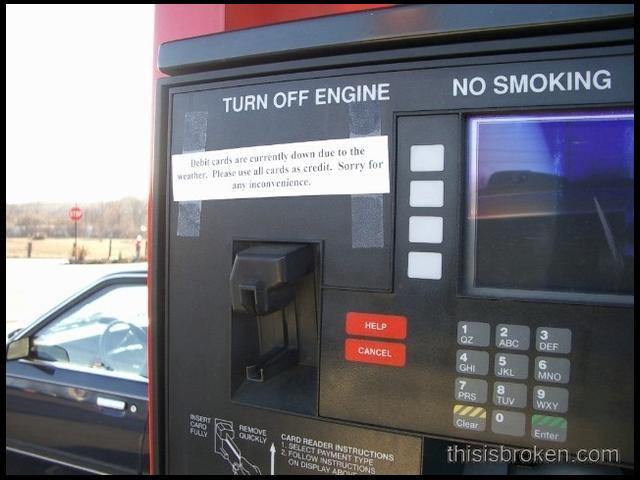 TURN OFF ENGINE
NO SMOKING
Debit cards are currently down due to the
weather. Please use all cards as credit. Sorry for
any inconvenience.
STOP
HELP
CANCEL
1 QZ
2 ABC
3 DEF
4 GHI
5 JKL
6 MNO
7 PRS
8 TUV
9 WXY
Clear
0
Enter
INSERT
CARD
FULLY
REMOVE
QUICKLY
CARD READER INSTRUCTIONS
1. SELECT PAYMENT TYPE
2. FOLLOW INSTRUCTIONS
ON DISPLAY ABOVE
thisisbroken.com